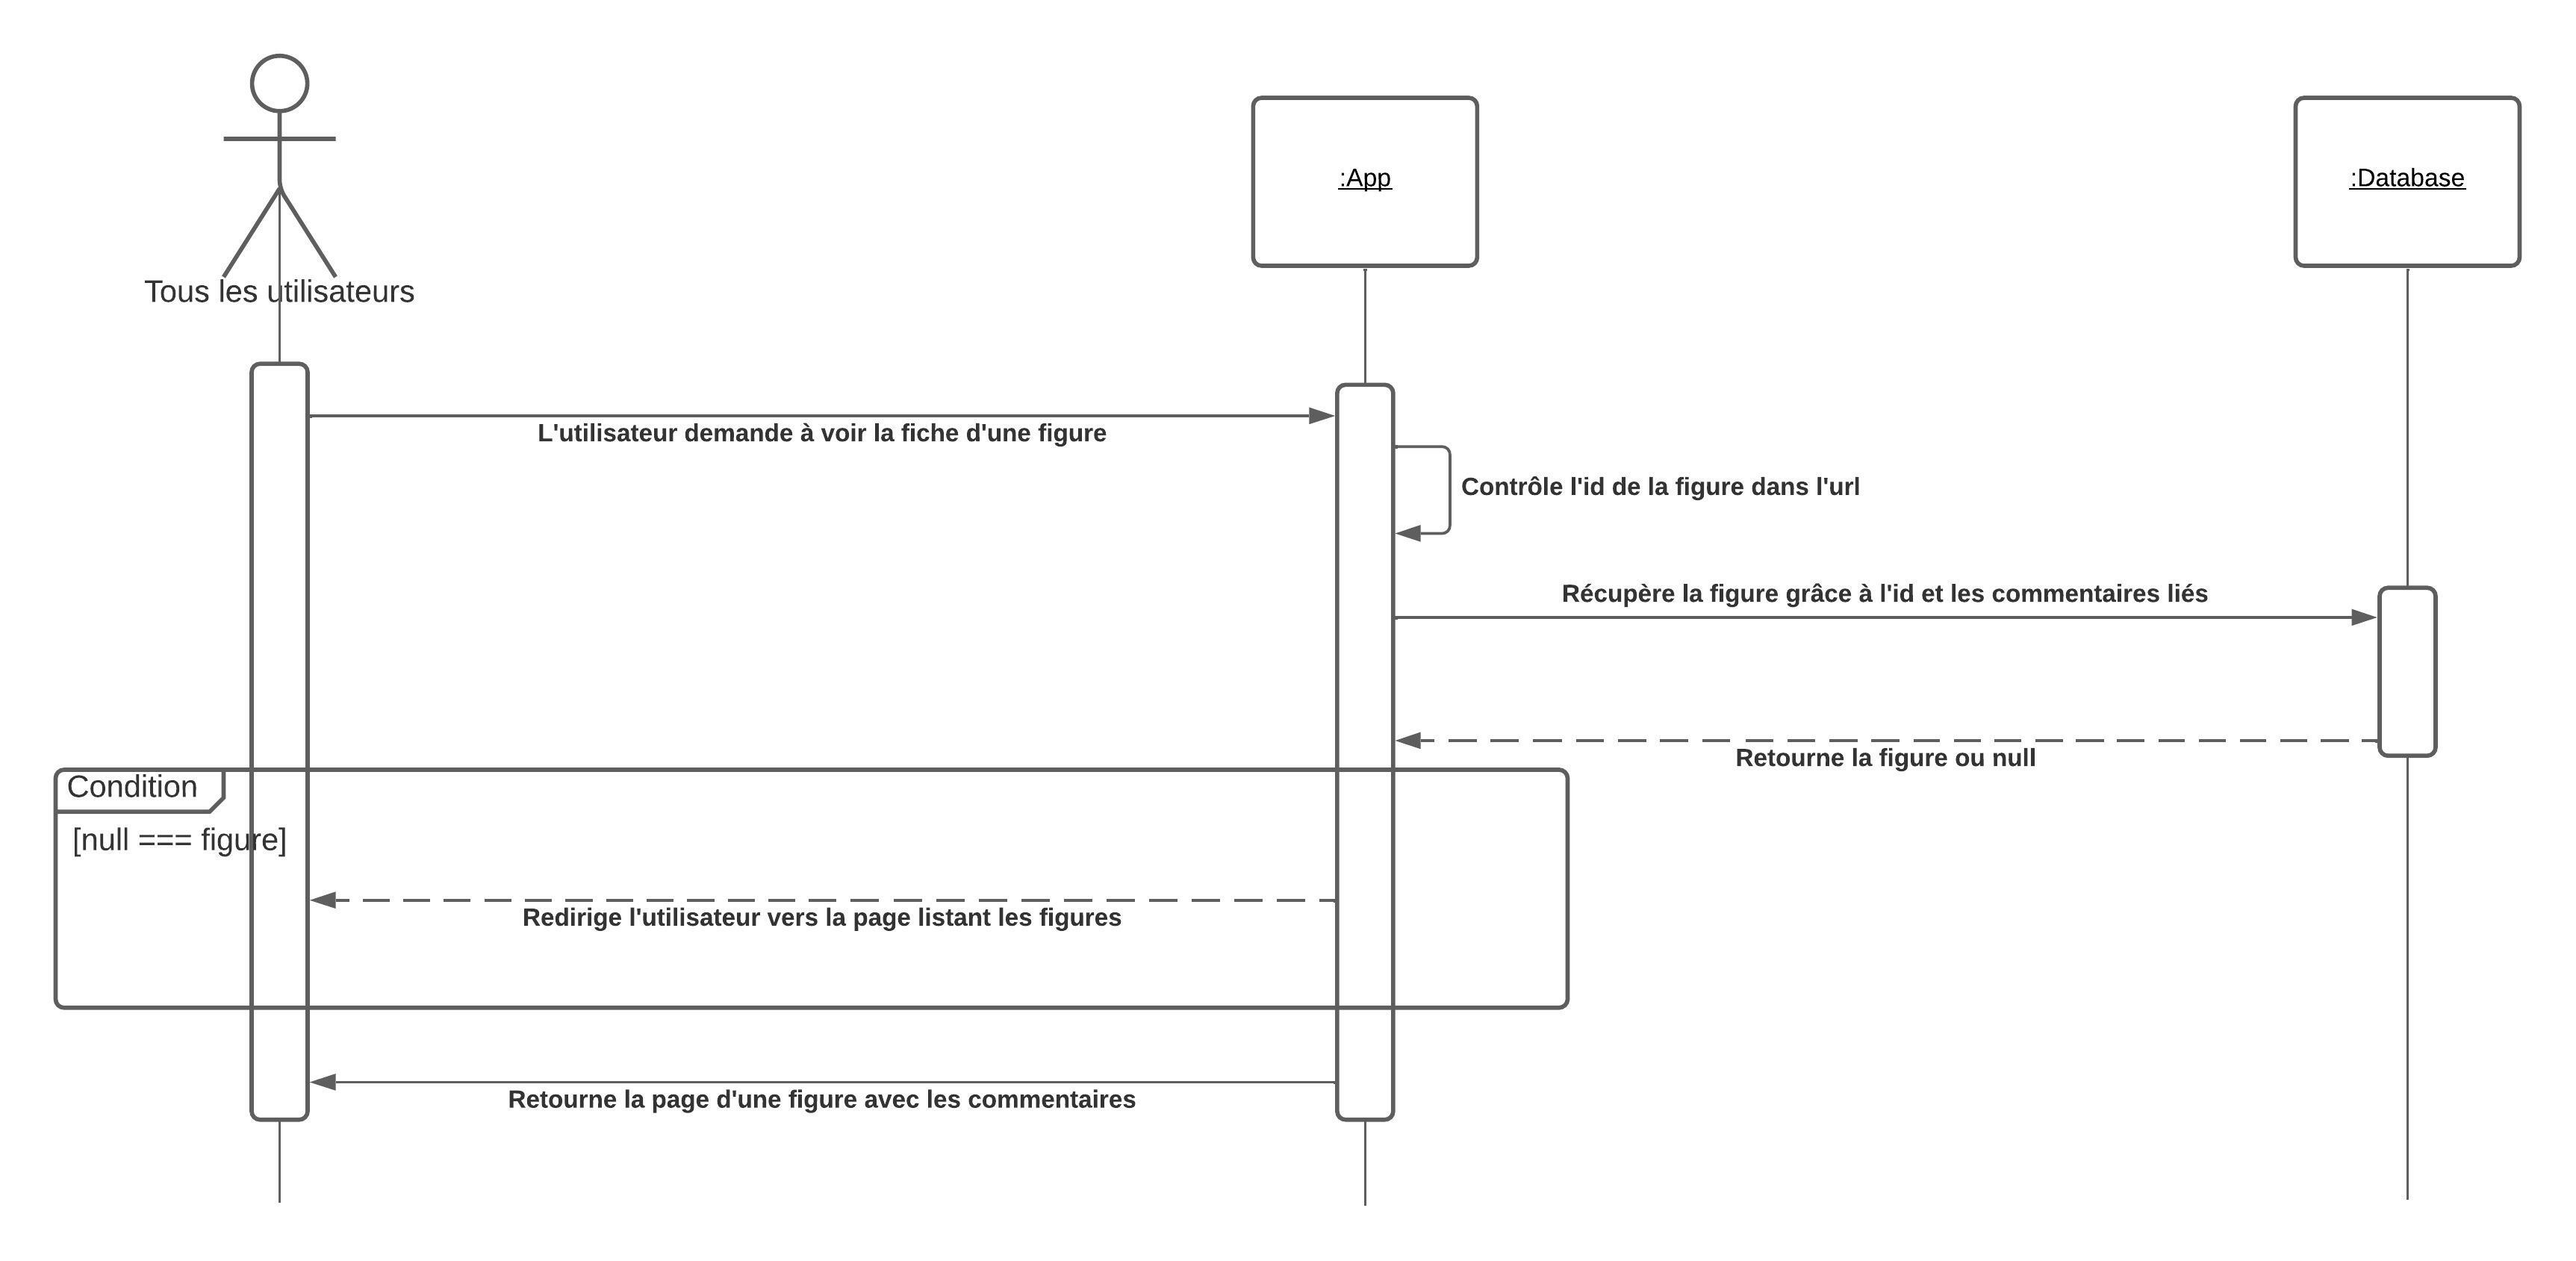 :App
:Database
Tous les utilisateurs
L'utilisateur demande à voir la fiche d'une figure
Contrôle l'id de la figure dans l'url
Récupère la figure grâce à l'id et les commentaires liés
Retourne la figure ou null
Condition
[null === figure]
Redirige l'utilisateur vers la page listant les figures
Retourne la page d'une figure avec les commentaires